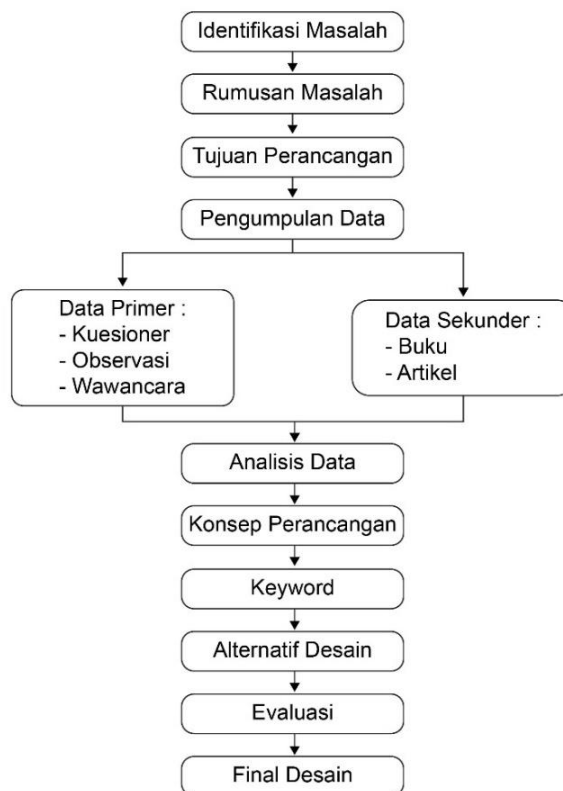 Identifikasi Masalah
Rumusan Masalah
Tujuan Perancangan
Pengumpulan Data
Data Primer :
- Kuesioner
- Observasi
- Wawancara
Data Sekunder :
- Buku
- Artikel
Analisis Data
Konsep Perancangan
Keyword
Alternatif Desain
Evaluasi
Final Desain